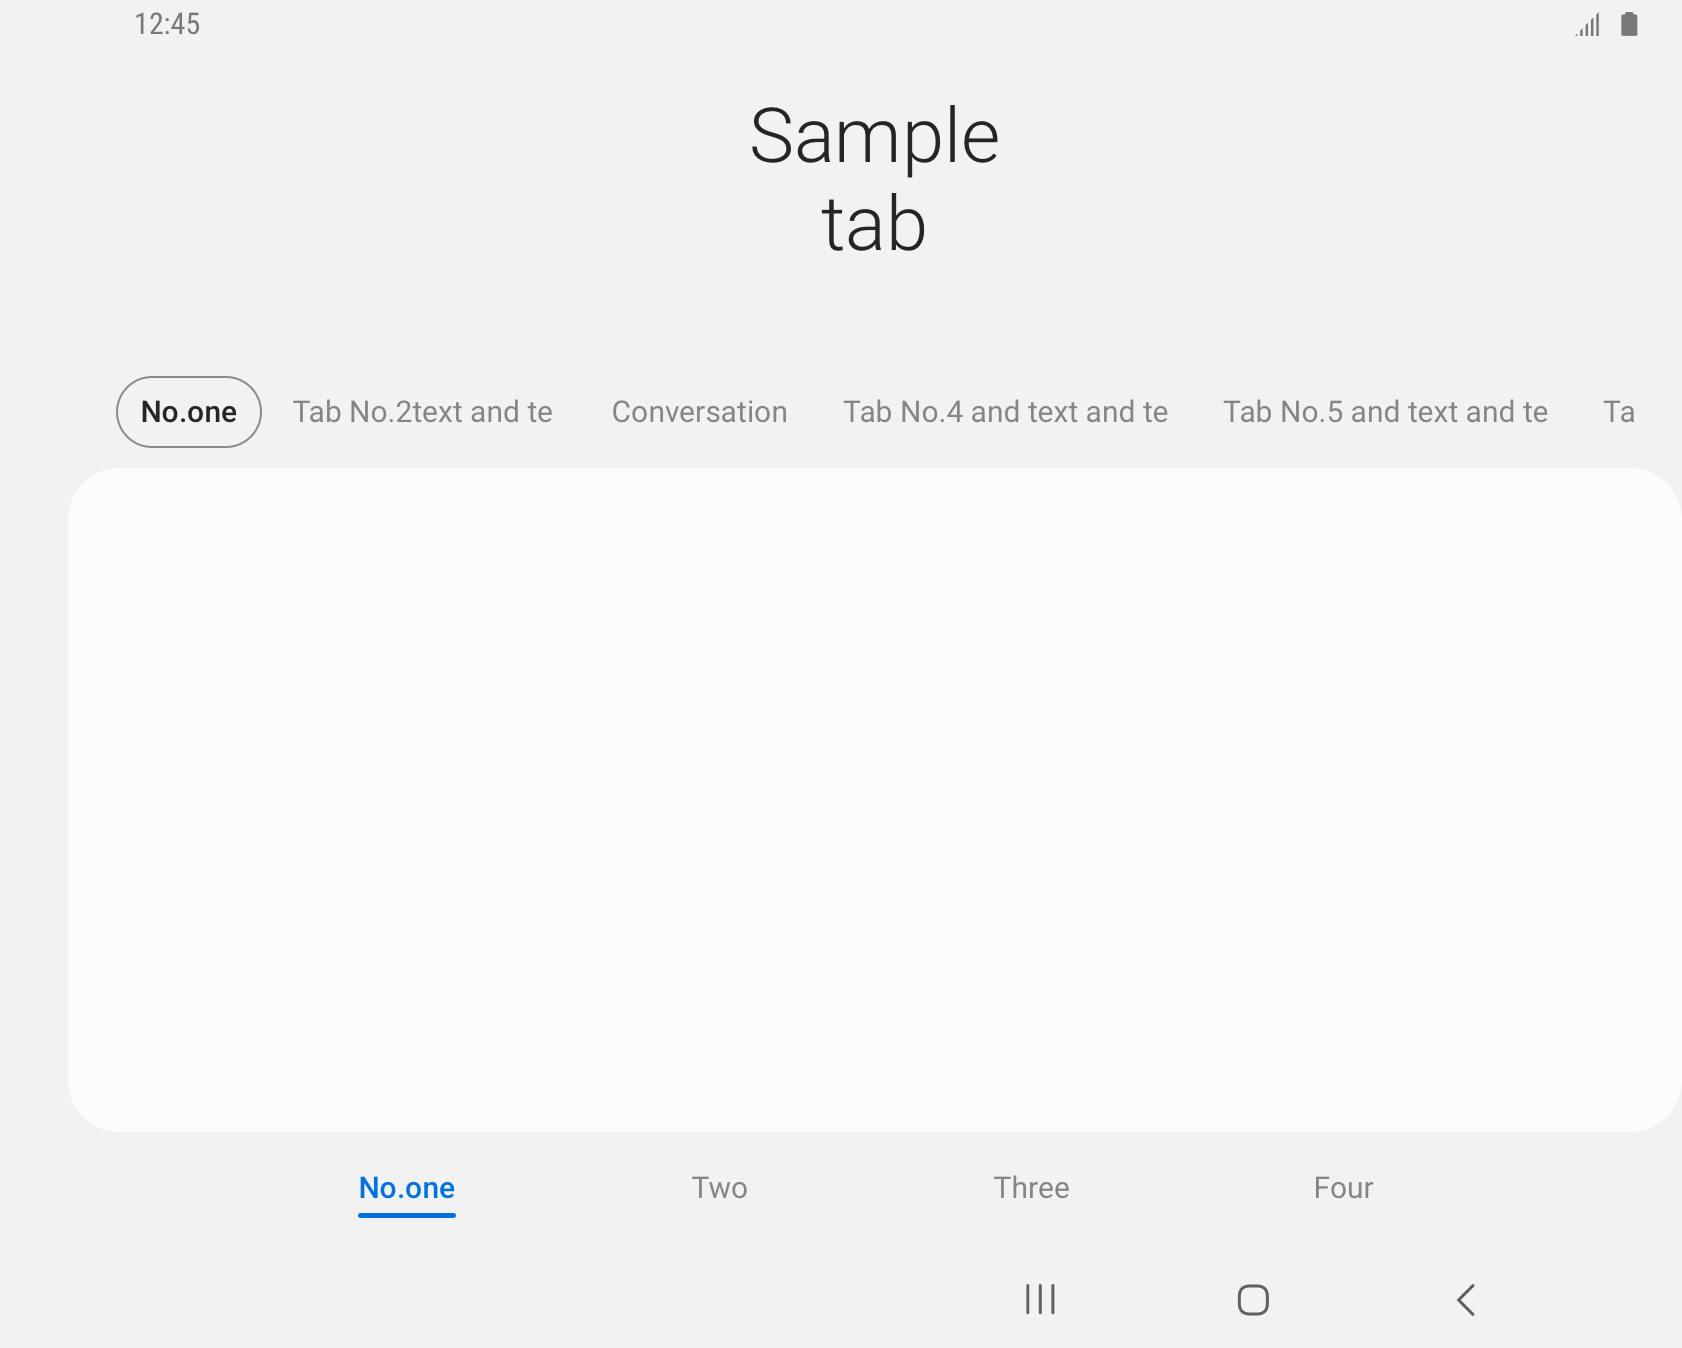 12:45
Sample
tab
No.one Tab No.2text and te Conversation Tab No.4 and text and te Tab No.5 and text and te Ta
No.one Two Three Four